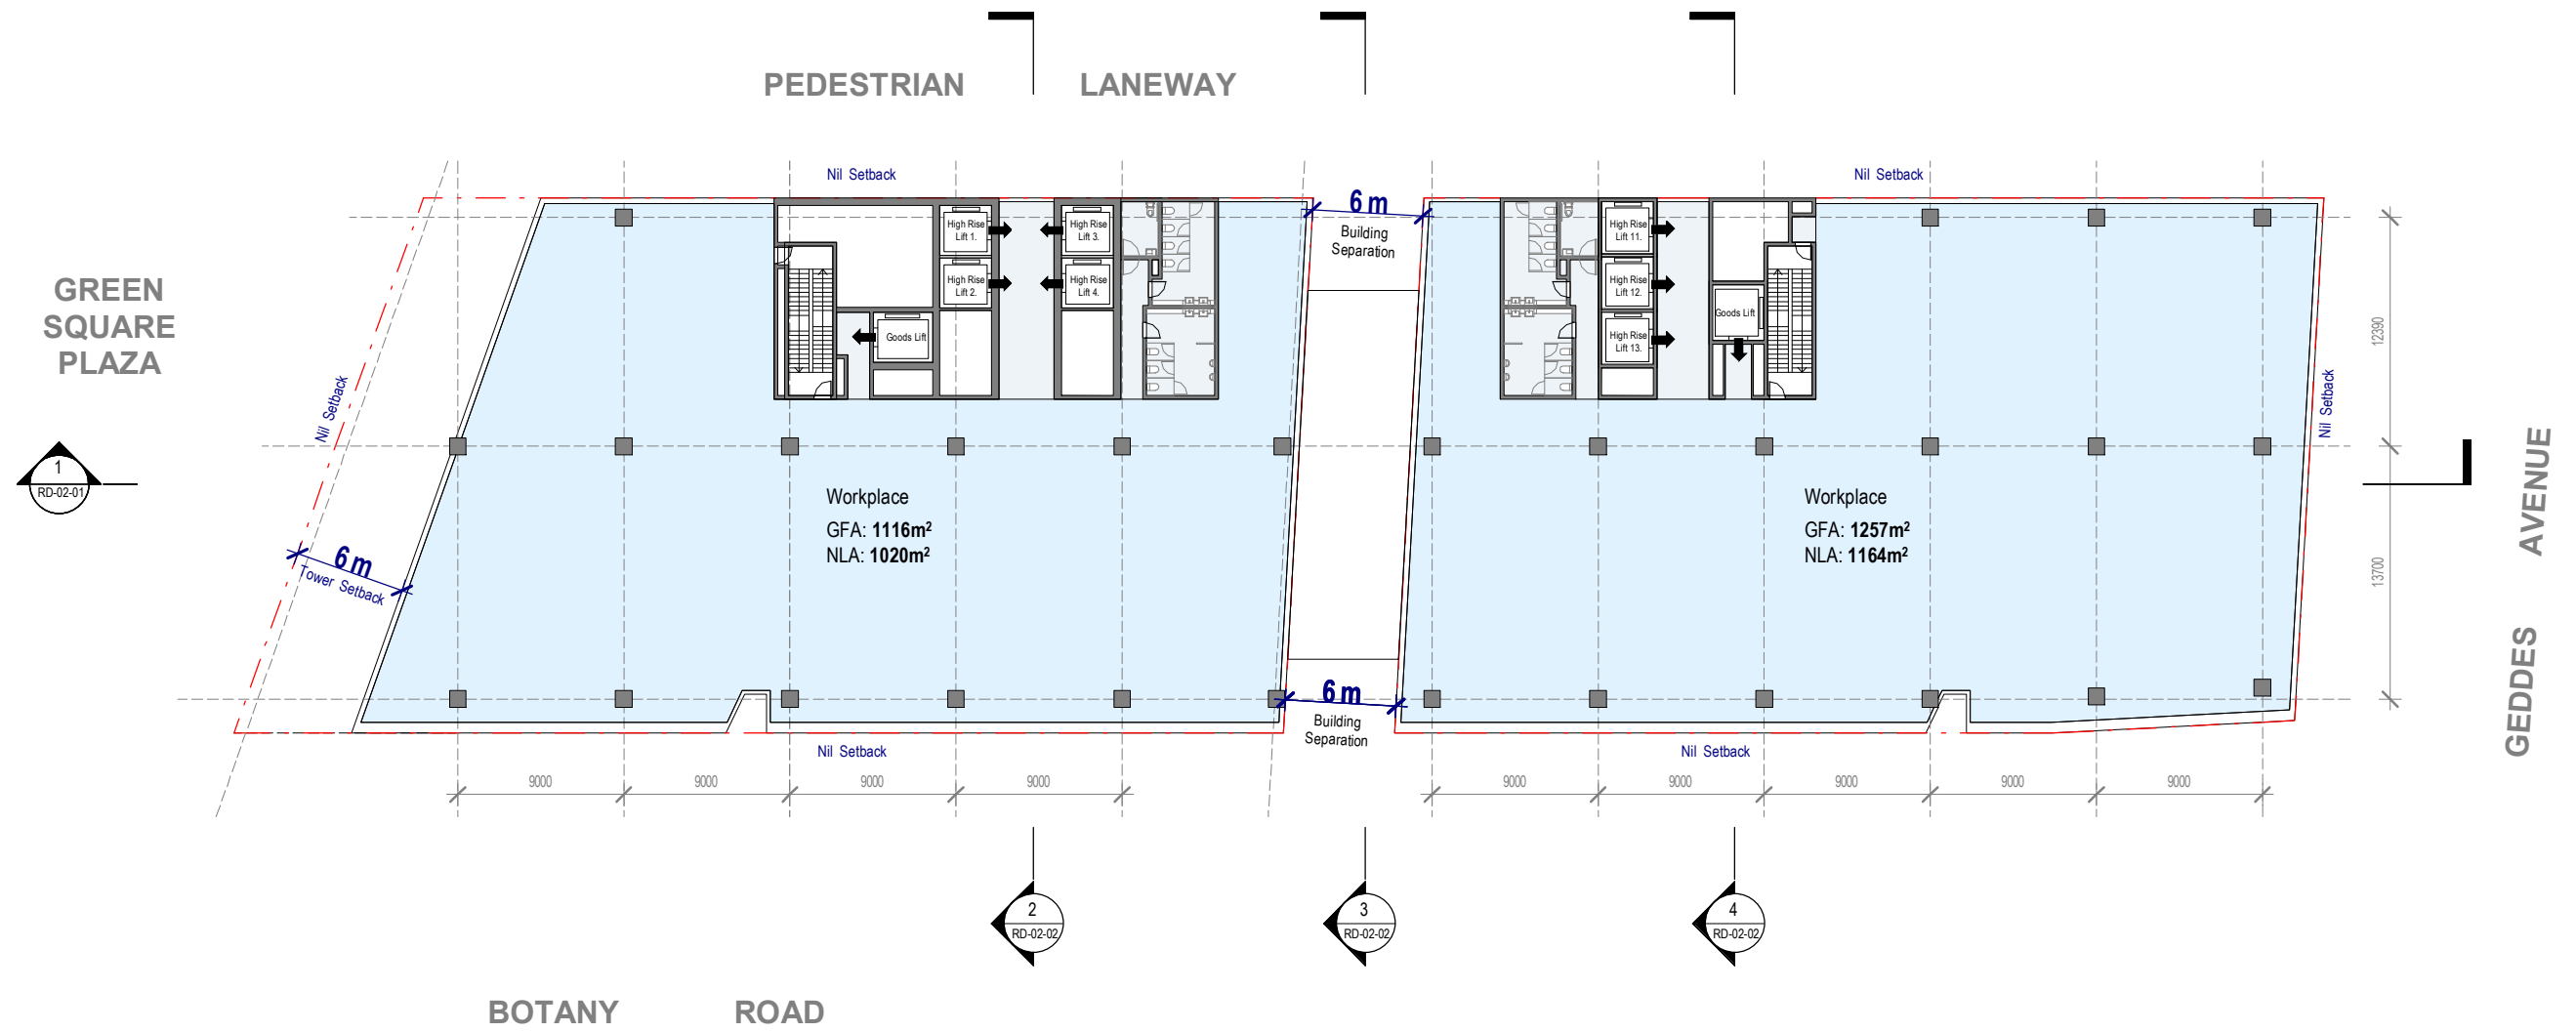 PEDESTRIAN LANEWAY
Nil Setback
Nil Setback
6 m
Building
Separation
High Rise
Lift 1.
High Rise
Lift 3.
High Rise
Lift 2.
High Rise
Lift 4.
Goods Lift
High Rise
Lift 11.
High Rise
Lift 12.
High Rise
Lift 13.
Goods Lift
GREEN
SQUARE
PLAZA
Nil Setback
12390
Nil Setback
1
RD-02-01
Workplace
GFA: 1116m²
NLA: 1020m²
Workplace
GFA: 1257m²
NLA: 1164m²
6 m
Tower Setback
13700
GEDDES AVENUE
6 m
Building
Separation
Nil Setback
Nil Setback
9000
9000
9000
9000
9000
9000
9000
9000
9000
2
RD-02-02
3
RD-02-02
4
RD-02-02
BOTANY ROAD